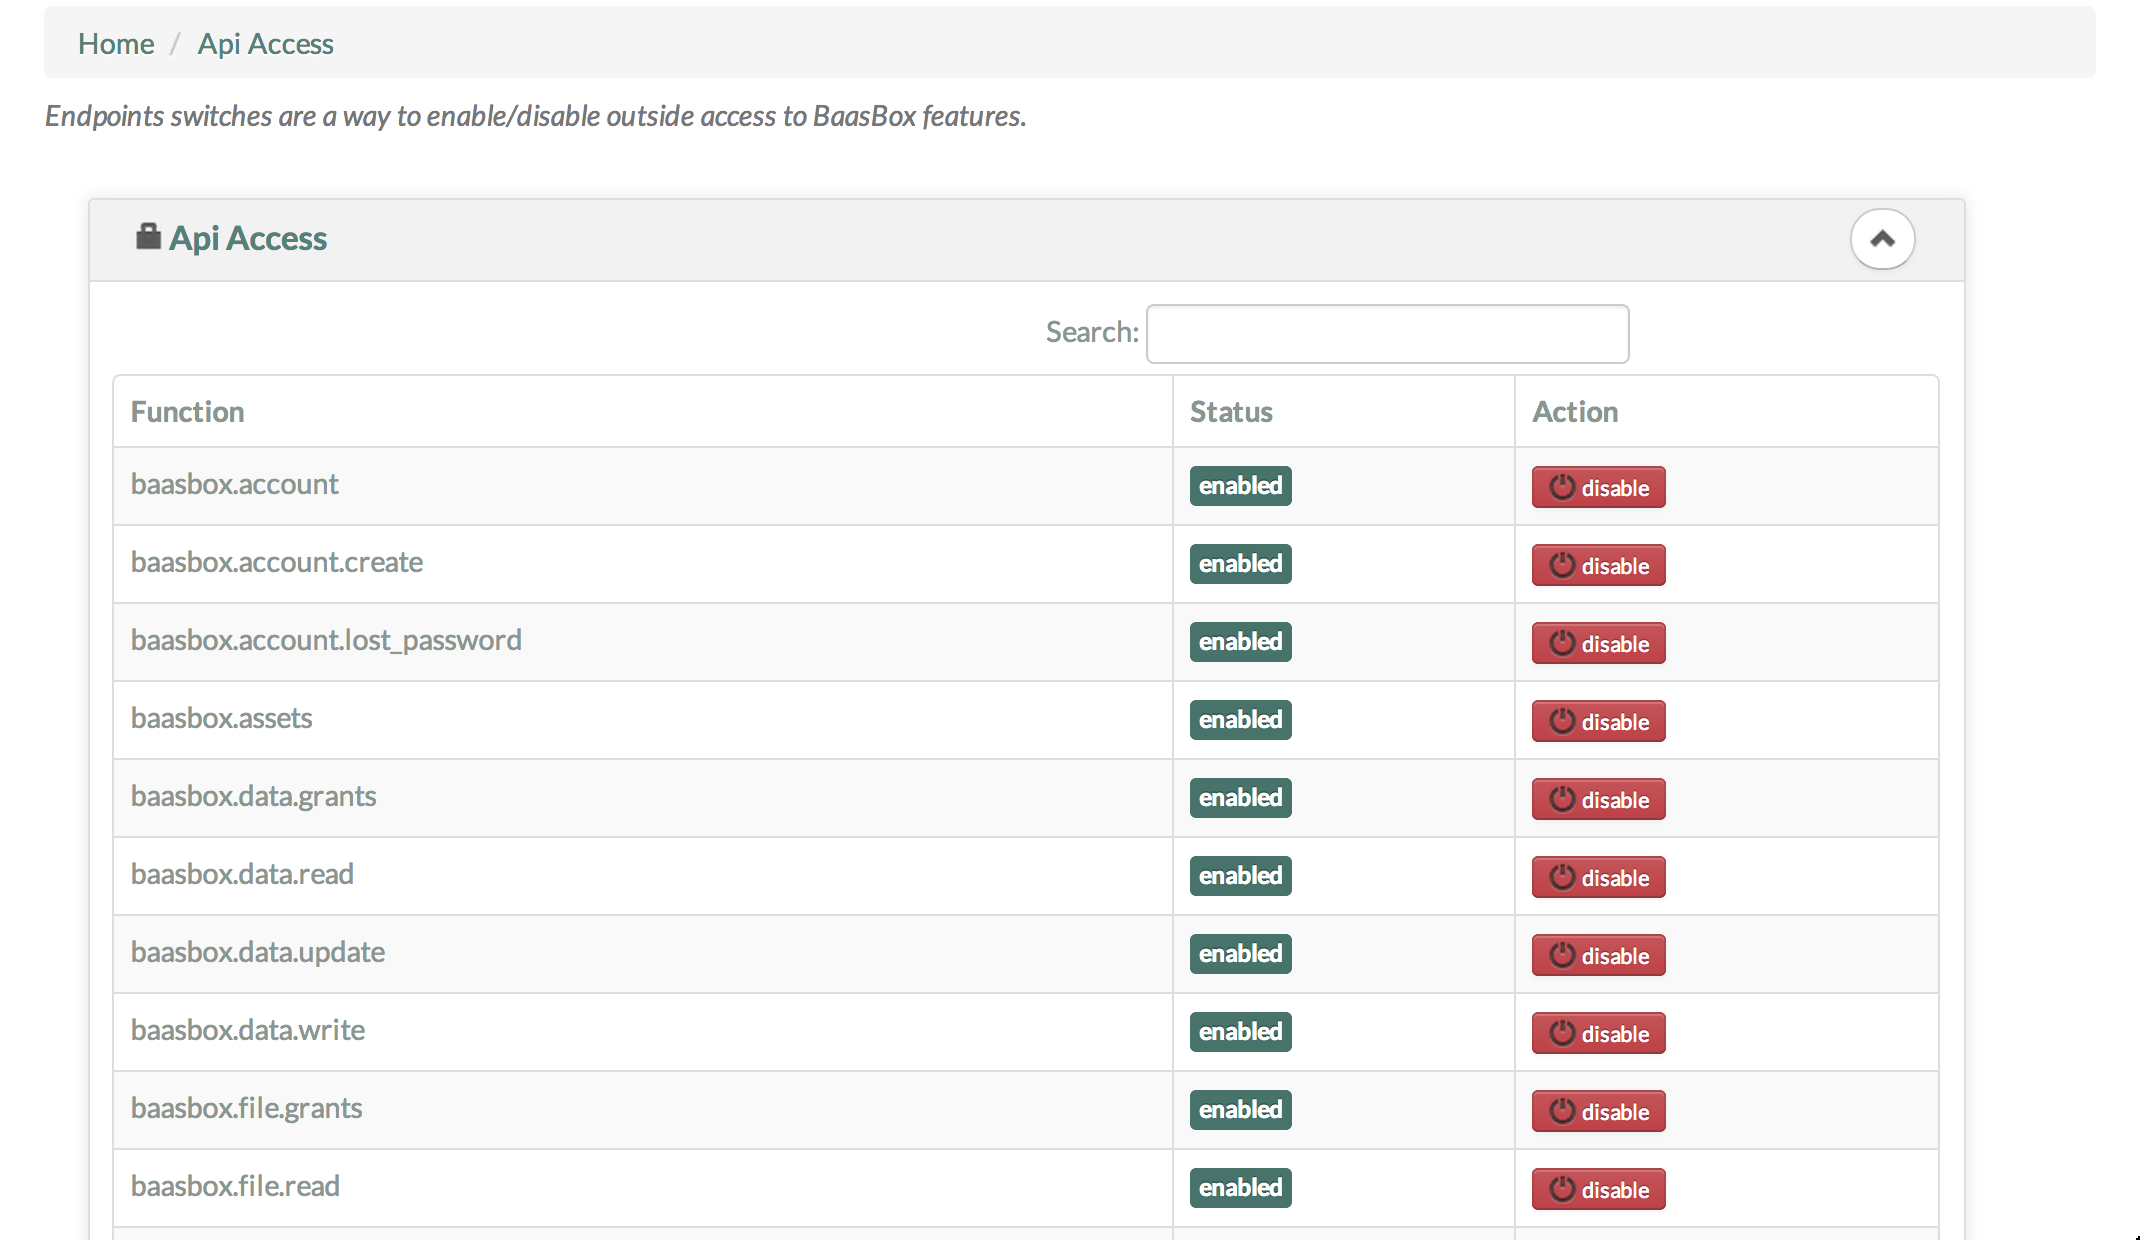 Home / Api Access
Endpoints switches are a way to enable/disable outside access to BaasBox features.
Api Access
Search:
Function Status Action
baasbox.account enabled disable
baasbox.account.create enabled disable
baasbox.account.lost_password enabled disable
baasbox.assets enabled disable
baasbox.data.grants enabled disable
baasbox.data.read enabled disable
baasbox.data.update enabled disable
baasbox.data.write enabled disable
baasbox.file.grants enabled disable
baasbox.file.read enabled disable